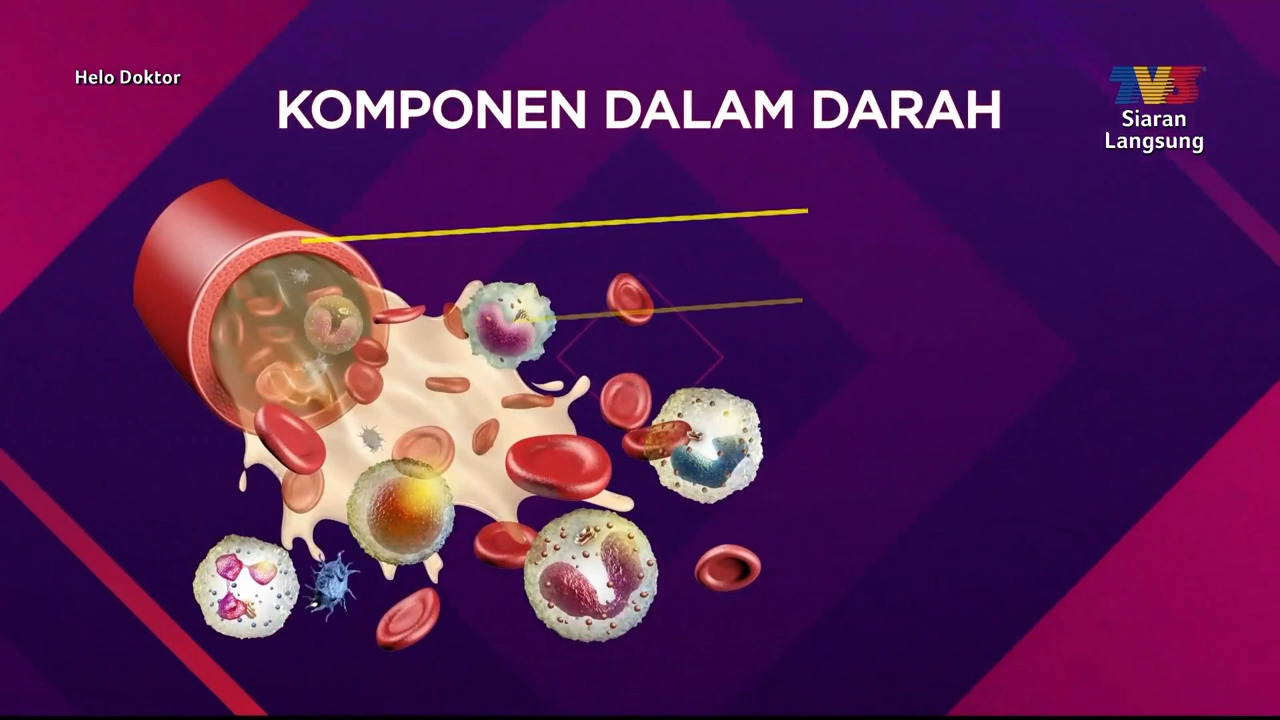 Helo Doktor
KOMPONEN DALAM DARAH
TV3
Siaran
Langsung